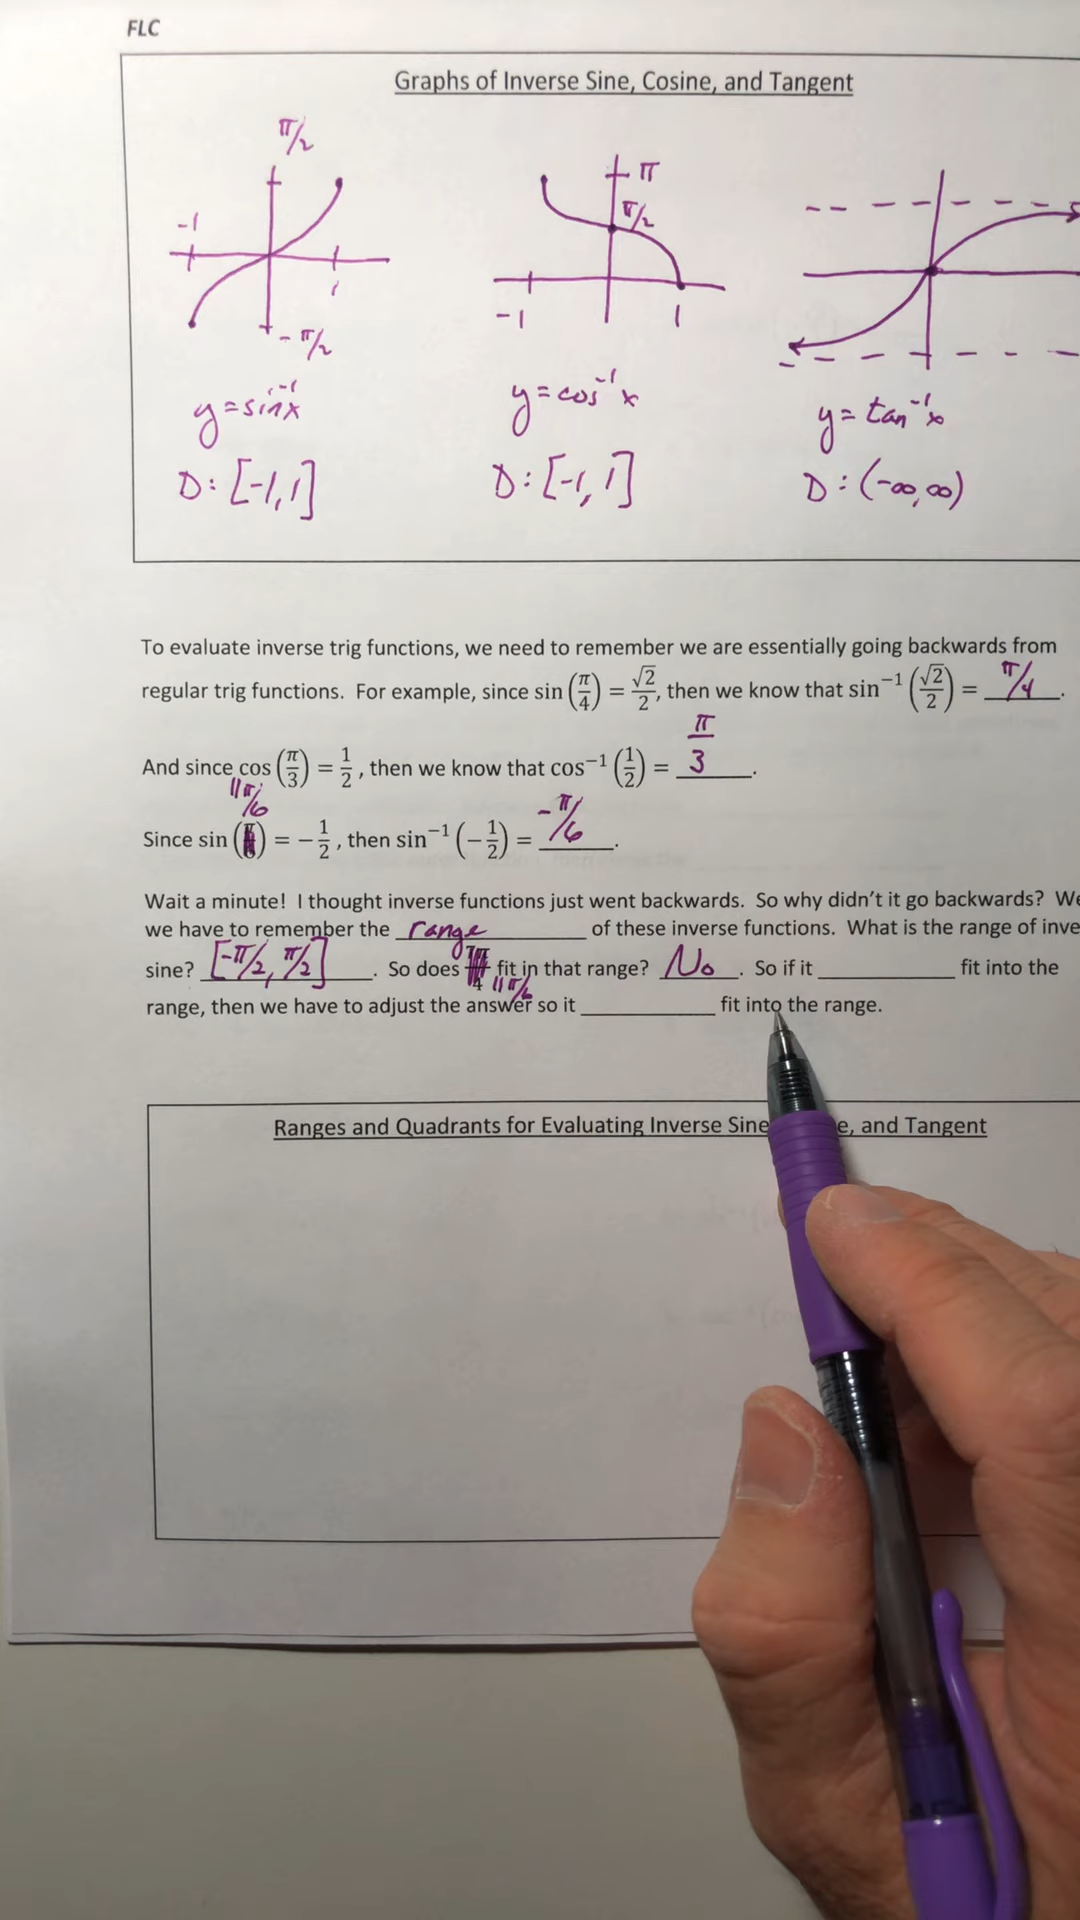 FLC
Graphs of Inverse Sine, Cosine, and Tangent
π/2
-1
1
-π/2
π
π/2
-1
1
y = sin⁻¹x
y = cos⁻¹x
y = tan⁻¹x
D: [-1, 1]
D: [-1, 1]
D: (-∞, ∞)
To evaluate inverse trig functions, we need to remember we are essentially going backwards from
regular trig functions. For example, since sin (π/4) = √2/2, then we know that sin⁻¹ (√2/2) = π/4.
And since cos (π/3) = 1/2, then we know that cos⁻¹ (1/2) = π/3.
11π/6
Since sin ( ) = -1/2, then sin⁻¹ (-1/2) = -π/6.
Wait a minute! I thought inverse functions just went backwards. So why didn't it go backwards?
we have to remember the range of these inverse functions. What is the range of
sine? [-π/2, π/2]. So does 11π/6 fit in that range? No. So if it ____________ fit into the
range, then we have to adjust the answer so it ____________ fit into the range.
Ranges and Quadrants for Evaluating Inverse Sine, and Tangent